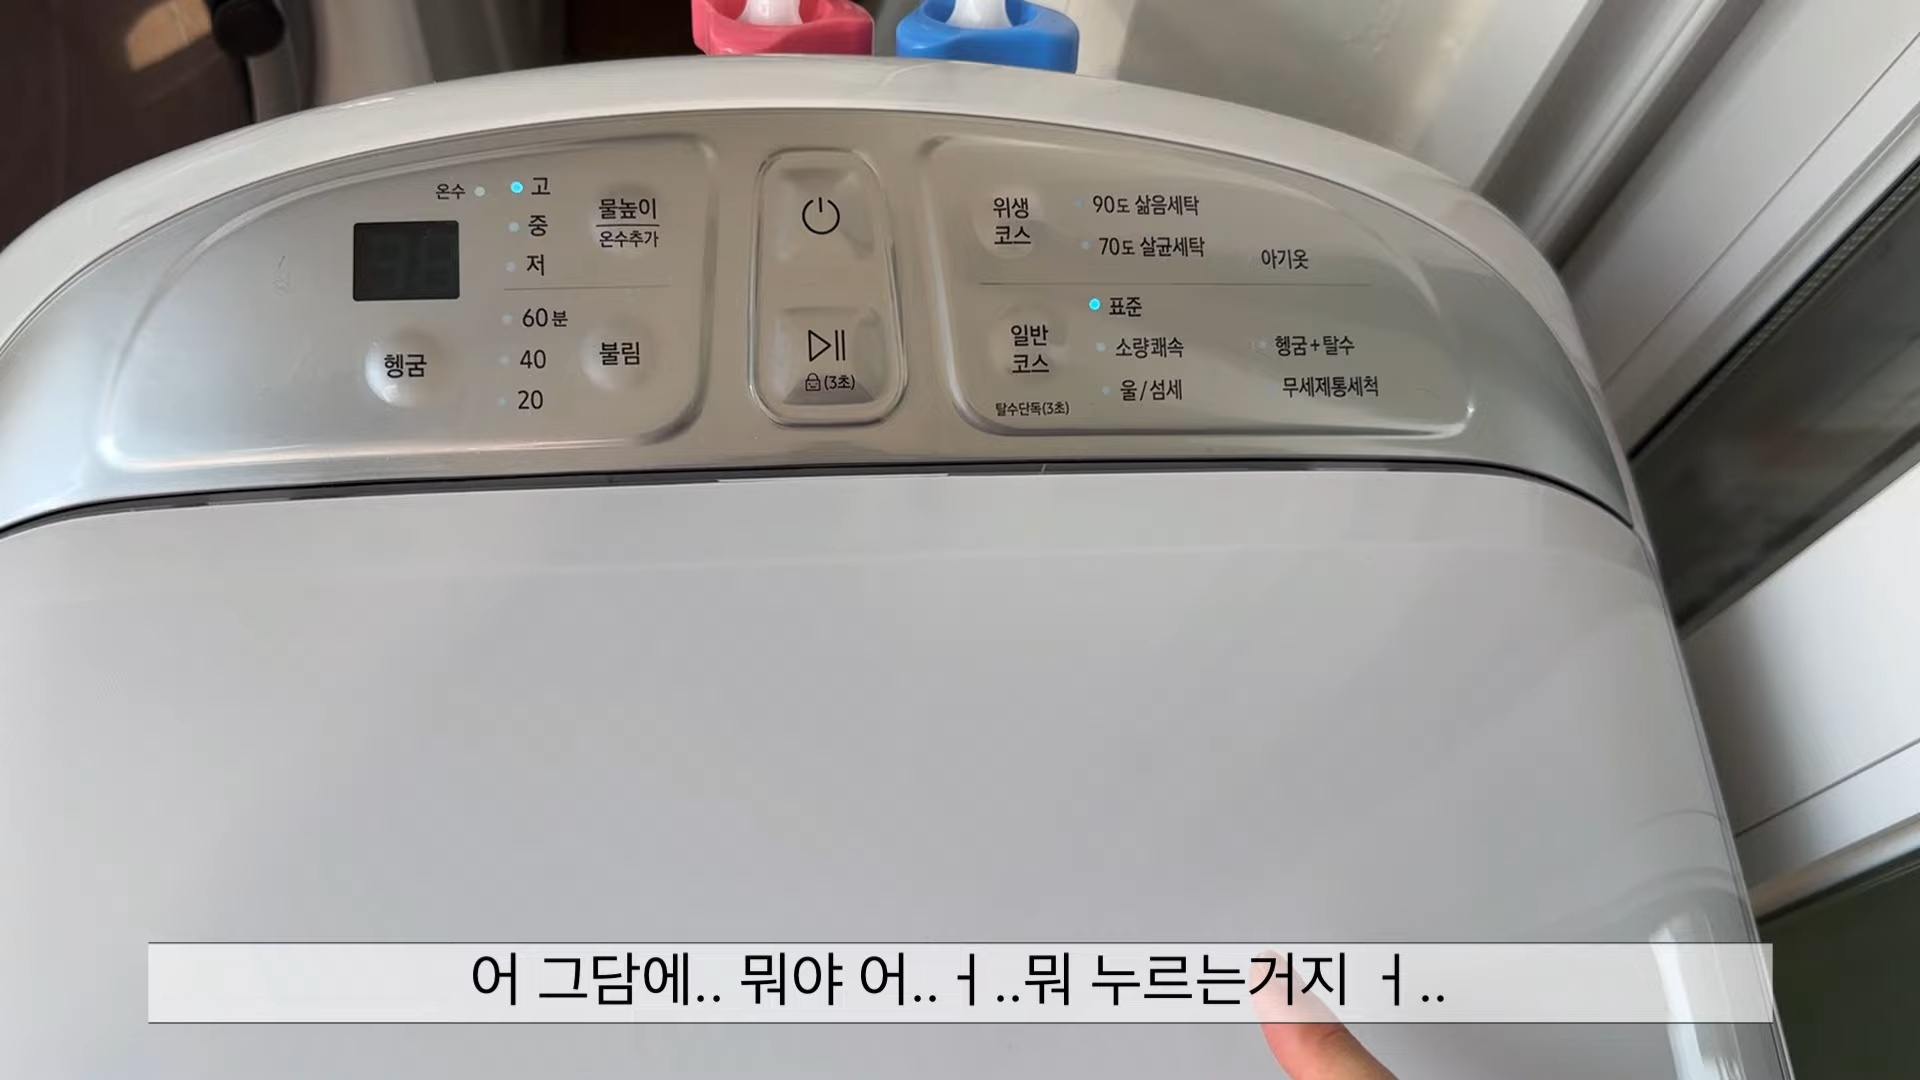 온수
고
중
저
물높이
온수추가
60분
40
20
헹굼
불림
(3초)
위생
코스
90도 삶음세탁
70도 살균세탁
아기옷
일반
코스
탈수단독(3초)
표준
소량쾌속
울/섬세
헹굼+탈수
무세제통세척
어 그담에.. 뭐야 어..ㅓ..뭐 누르는거지 ㅓ..